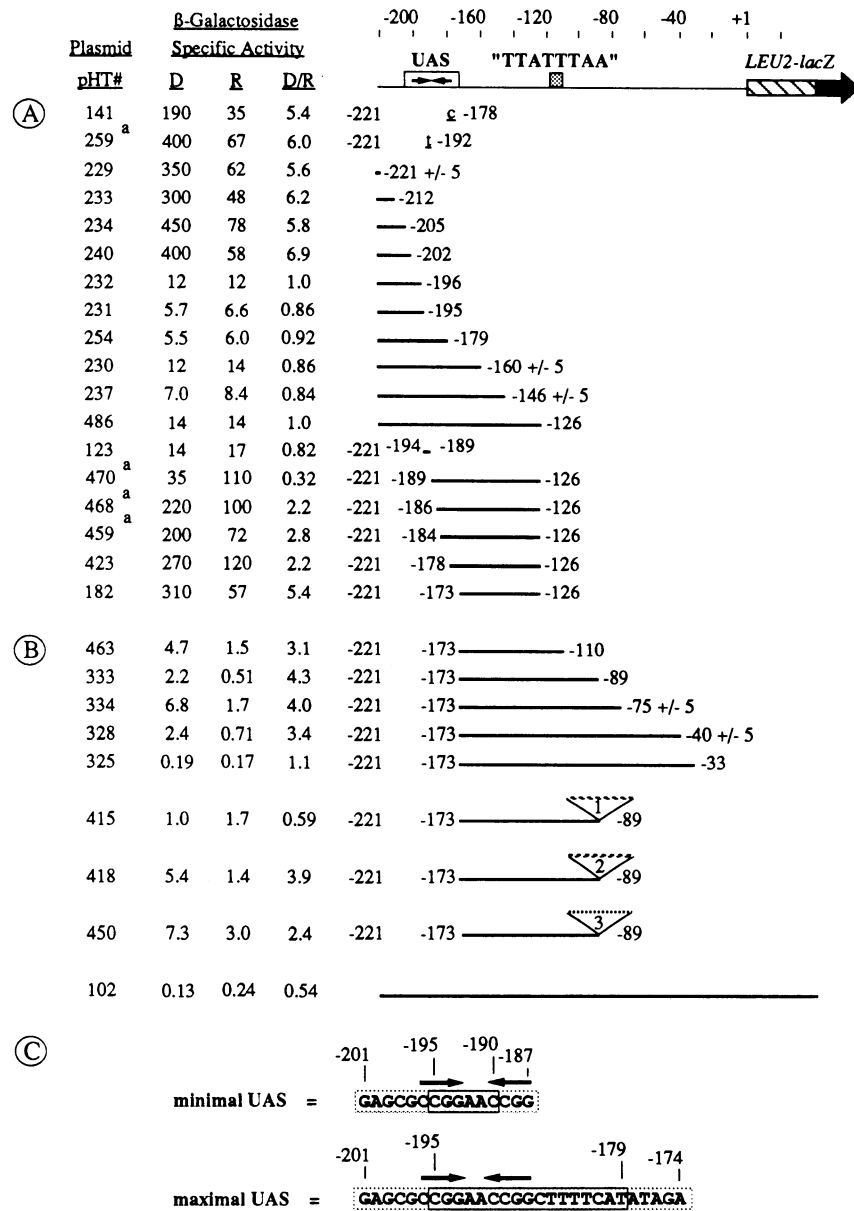 β-Galactosidase
Specific Activity
Plasmid
pHT# D R D/R
-200 -160 -120 -80 -40 +1
UAS "TTATTTAA" LEU2-lacZ
A
141 190 35 5.4 -221 c -178
259 a 400 67 6.0 -221 t -192
229 350 62 5.6 -221 +/- 5
233 300 48 6.2 -212
234 450 78 5.8 -205
240 400 58 6.9 -202
232 12 12 1.0 -196
231 5.7 6.6 0.86 -195
254 5.5 6.0 0.92 -179
230 12 14 0.86 -160 +/- 5
237 7.0 8.4 0.84 -146 +/- 5
486 14 14 1.0 -126
123 14 17 0.82 -221 -194 -189
470 a 35 110 0.32 -221 -189 -126
468 a 220 100 2.2 -221 -186 -126
459 a 200 72 2.8 -221 -184 -126
423 270 120 2.2 -221 -178 -126
182 310 57 5.4 -221 -173 -126
B
463 4.7 1.5 3.1 -221 -173 -110
333 2.2 0.51 4.3 -221 -173 -89
334 6.8 1.7 4.0 -221 -173 -75 +/- 5
328 2.4 0.71 3.4 -221 -173 -40 +/- 5
325 0.19 0.17 1.1 -221 -173 -33
415 1.0 1.7 0.59 -221 -173 1 -89
418 5.4 1.4 3.9 -221 -173 2 -89
450 7.3 3.0 2.4 -221 -173 3 -89
102 0.13 0.24 0.54
C
-201 -195 -190 -187
minimal UAS = GAGCGCCGGAACCGG
-201 -195 -179 -174
maximal UAS = GAGCGCCGGAACCGGCTTTTCATATAGA